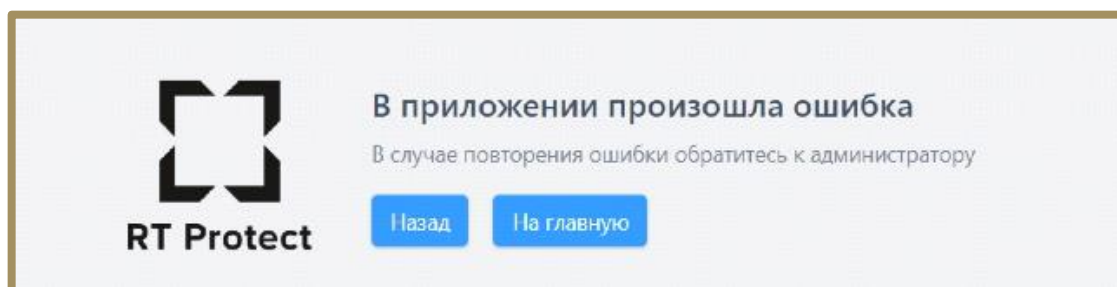 В приложении произошла ошибка
В случае повторения ошибки обратитесь к администратору
Назад
На главную
RT Protect